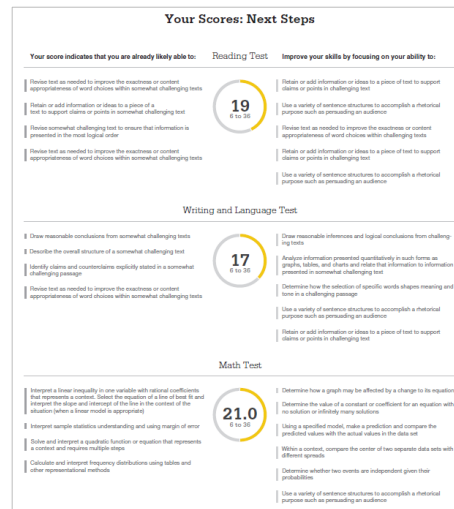 Your Scores: Next Steps
Your score indicates that you are already likely able to:
Reading Test
Improve your skills by focusing on your ability to:
Revise text as needed to improve the exactness or content
appropriateness of word choices within somewhat challenging texts
Retain or add information or ideas to a piece of a
text to support claims or points in somewhat challenging text
Revise somewhat challenging text to ensure that information is
presented in the most logical order
Revise text as needed to improve the exactness or content
appropriateness of word choices within somewhat challenging texts
19
6 to 36
Retain or add information or ideas to a piece of text to support
claims or points in challenging text
Use a variety of sentence structures to accomplish a rhetorical
purpose such as persuading an audience
Revise text as needed to improve the exactness or content
appropriateness of word choices within challenging texts
Retain or add information or ideas to a piece of text to support
claims or points in challenging text
Use a variety of sentence structures to accomplish a rhetorical
purpose such as persuading an audience
Writing and Language Test
Draw reasonable conclusions from somewhat challenging texts
Describe the overall structure of a somewhat challenging text
Identify claims and counterclaims explicitly stated in a somewhat
challenging passage
Revise text as needed to improve the exactness or content
appropriateness of word choices within somewhat challenging texts
17
6 to 36
Draw reasonable inferences and logical conclusions from challeng-
ing texts
Analyze information presented quantitatively in such forms as
graphs, tables, and charts and relate that information to information
presented in somewhat challenging text
Determine how the selection of specific words shapes meaning and
tone in a challenging passage
Use a variety of sentence structures to accomplish a rhetorical
purpose such as persuading an audience
Retain or add information or ideas to a piece of text to support
claims or points in challenging text
Math Test
Interpret a linear inequality in one variable with rational coefficients
that represents a context. Select the equation of a line of best fit and
interpret the slope and intercept of the line in the context of the
situation (when a linear model is appropriate)
Interpret sample statistics understanding and using margin of error
Solve and interpret a quadratic function or equation that represents
a context and requires multiple steps
Calculate and interpret frequency distributions using tables and
other representational methods
21.0
6 to 36
Determine how a graph may be affected by a change to its equation
Determine the value of a constant or coefficient for an equation with
no solution or infinitely many solutions
Using a specified model, make a prediction and compare the
predicted values with the actual values in the data set
Within a context, compare the center of two separate data sets with
different spreads
Determine whether two events are independent given their
probabilities
Use a variety of sentence structures to accomplish a rhetorical
purpose such as persuading an audience